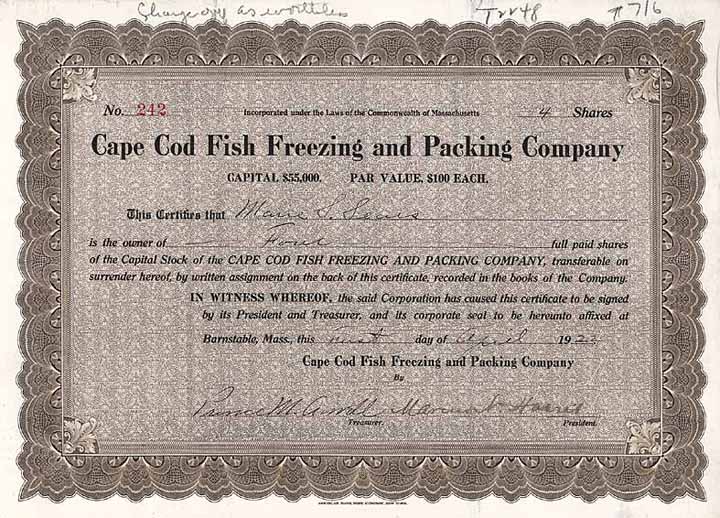 Charge off as worthless T 2248 716
No. 242 Incorporated under the Laws of the Commonwealth of Massachusetts 4 Shares
Cape Cod Fish Freezing and Packing Company
CAPITAL $55,000. PAR VALUE, $100 EACH.
This Certifies that Marie S. Sears
is the owner of Four full paid shares
of the Capital Stock of the CAPE COD FISH FREEZING AND PACKING COMPANY, transferable on
surrender hereof, by written assignment on the back of this certificate, recorded in the books of the Company.
IN WITNESS WHEREOF, the said Corporation has caused this certificate to be signed
by its President and Treasurer, and its corporate seal to be hereunto affixed at
Barnstable, Mass., this first day of April 1923
Cape Cod Fish Freezing and Packing Company
By
Treasurer. President.